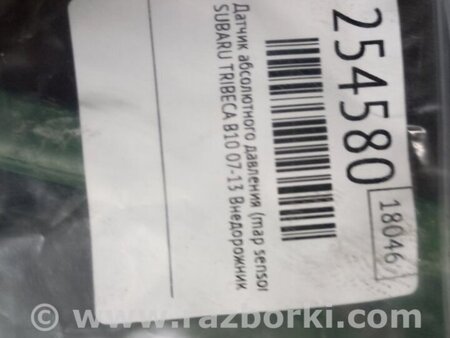 254580
18046
Датчик абсолютного давления (map sensor
SUBARU TRIBECA B10 07-13 Внедорожник
© www.razborki.com